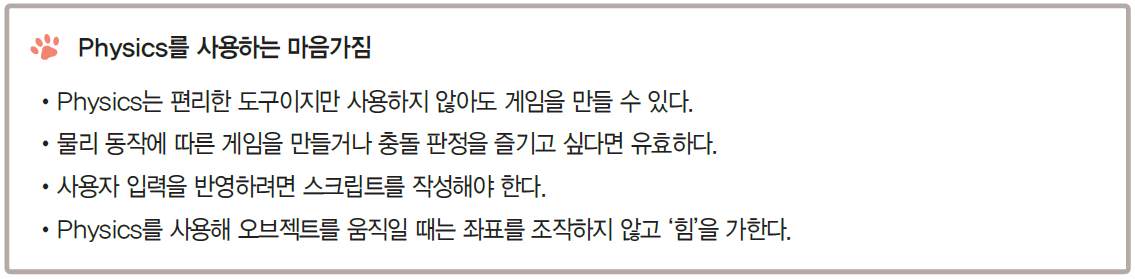 Physics를 사용하는 마음가짐
• Physics는 편리한 도구이지만 사용하지 않아도 게임을 만들 수 있다.
• 물리 동작에 따른 게임을 만들거나 충돌 판정을 즐기고 싶다면 유효하다.
• 사용자 입력을 반영하려면 스크립트를 작성해야 한다.
• Physics를 사용해 오브젝트를 움직일 때는 좌표를 조작하지 않고 ‘힘’을 가한다.